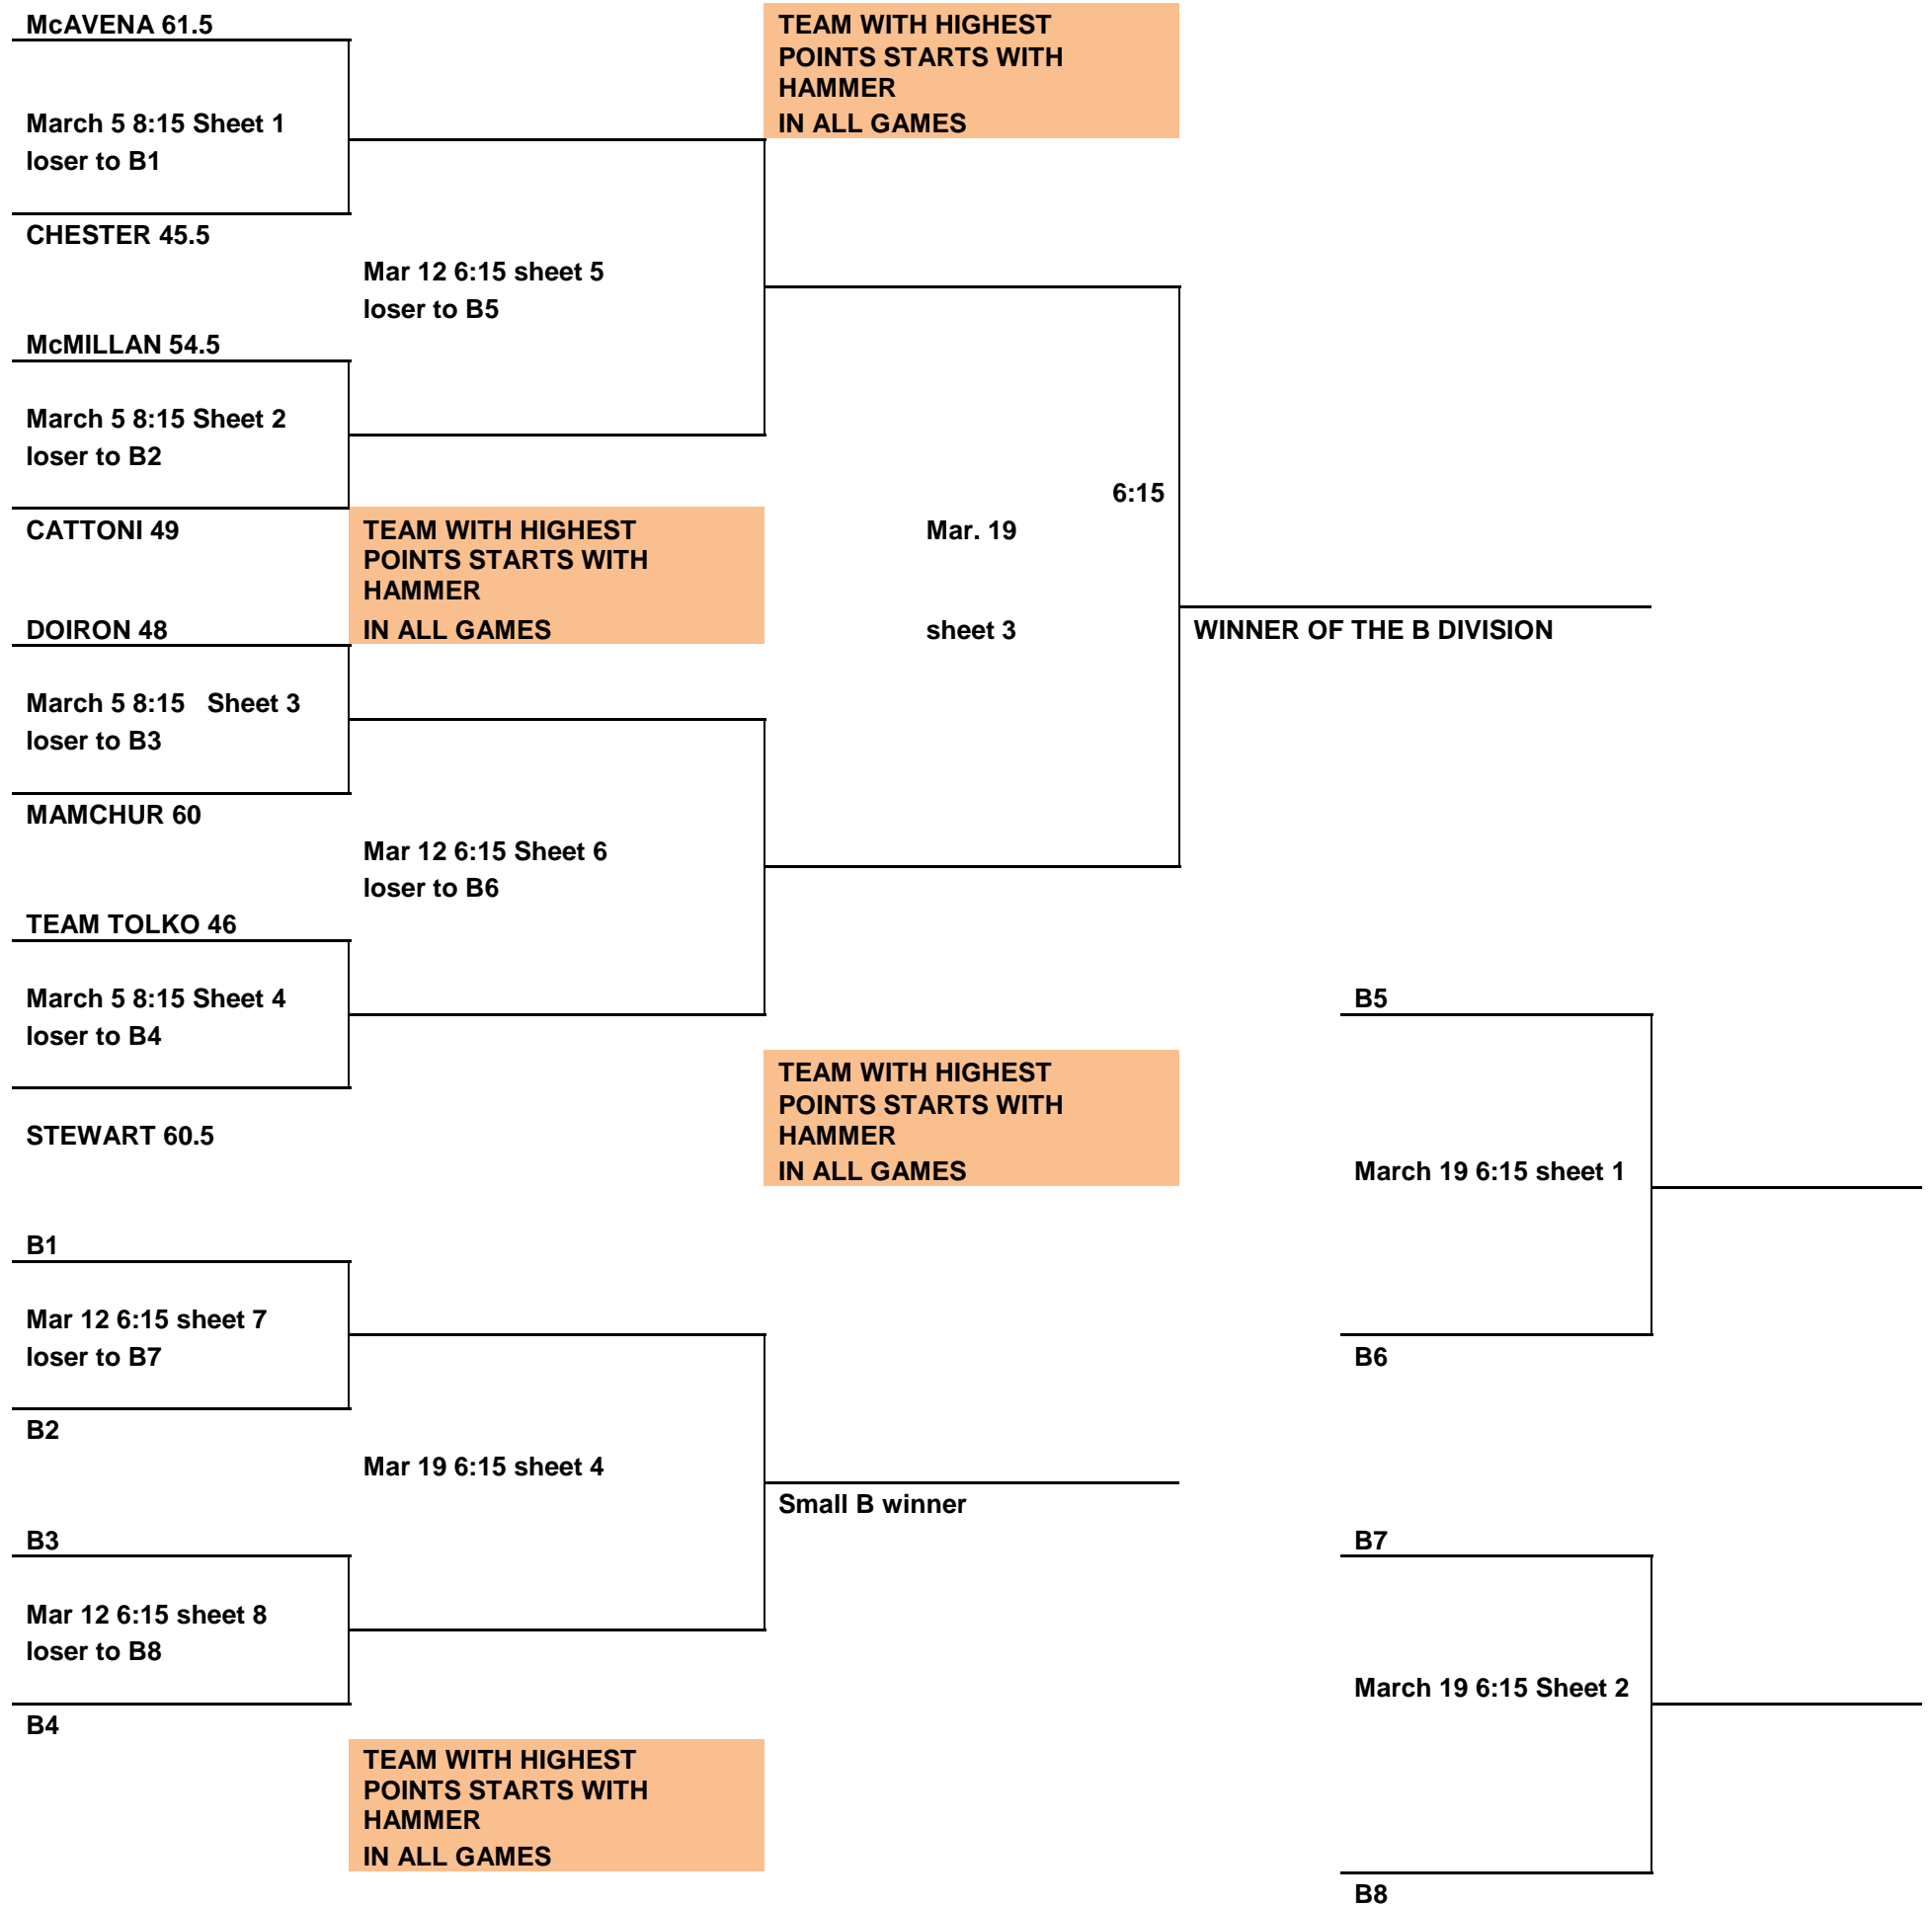 McAVENA 61.5
TEAM WITH HIGHEST
POINTS STARTS WITH
HAMMER
IN ALL GAMES
March 5 8:15 Sheet 1
loser to B1
CHESTER 45.5
Mar 12 6:15 sheet 5
loser to B5
McMILLAN 54.5
March 5 8:15 Sheet 2
loser to B2
6:15
CATTONI 49
TEAM WITH HIGHEST
POINTS STARTS WITH
HAMMER
IN ALL GAMES
Mar. 19
DOIRON 48
sheet 3
WINNER OF THE B DIVISION
March 5 8:15 Sheet 3
loser to B3
MAMCHUR 60
Mar 12 6:15 Sheet 6
loser to B6
TEAM TOLKO 46
March 5 8:15 Sheet 4
loser to B4
B5
TEAM WITH HIGHEST
POINTS STARTS WITH
HAMMER
IN ALL GAMES
STEWART 60.5
March 19 6:15 sheet 1
B1
Mar 12 6:15 sheet 7
loser to B7
B6
B2
Mar 19 6:15 sheet 4
Small B winner
B3
B7
Mar 12 6:15 sheet 8
loser to B8
March 19 6:15 Sheet 2
B4
TEAM WITH HIGHEST
POINTS STARTS WITH
HAMMER
IN ALL GAMES
B8